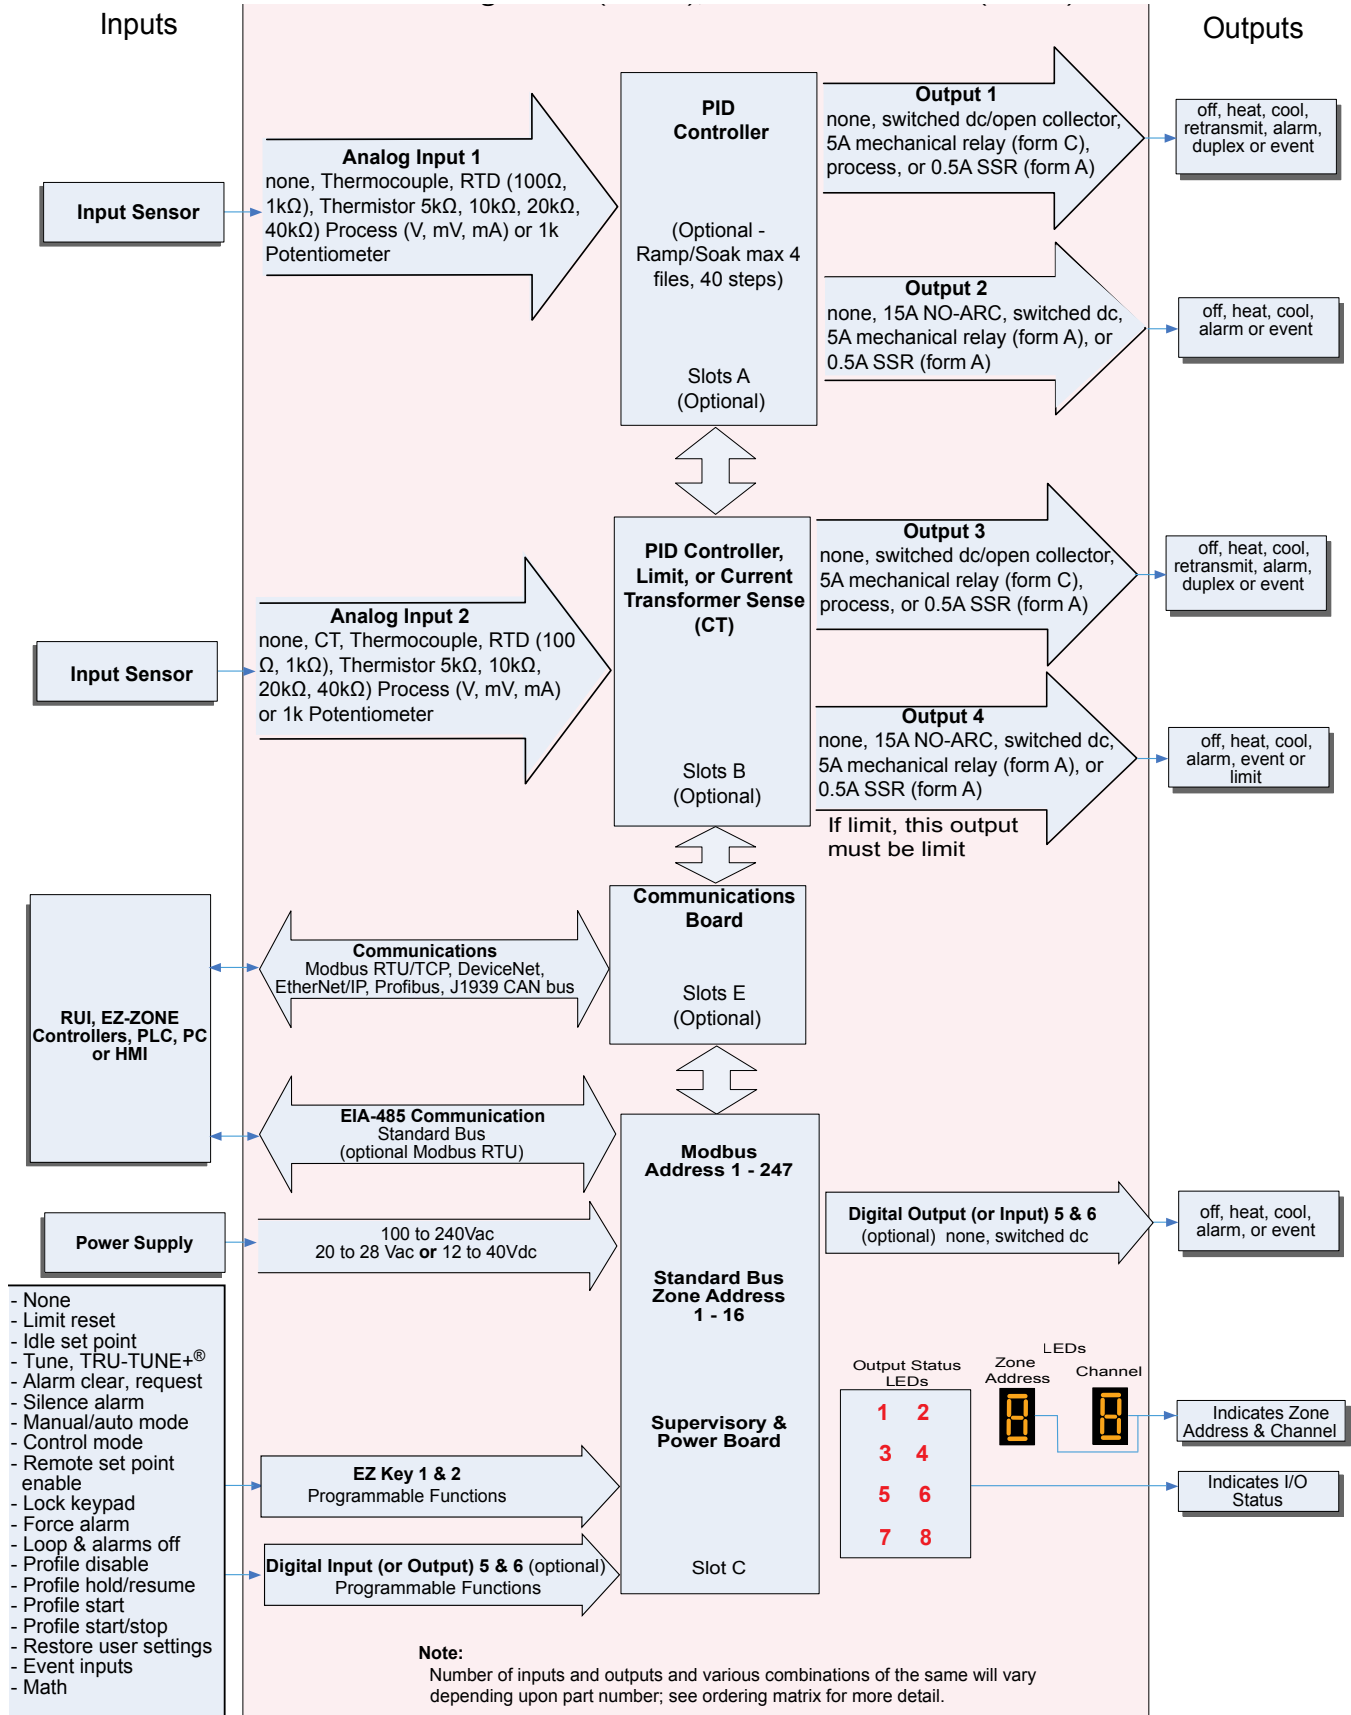 Inputs
Outputs
PID
Controller
(Optional -
Ramp/Soak max 4
files, 40 steps)
Slots A
(Optional)
Output 1
none, switched dc/open collector,
5A mechanical relay (form C),
process, or 0.5A SSR (form A)
off, heat, cool,
retransmit, alarm,
duplex or event
Analog Input 1
none, Thermocouple, RTD (100Ω,
1kΩ), Thermistor 5kΩ, 10kΩ, 20kΩ,
40kΩ) Process (V, mV, mA) or 1k
Potentiometer
Input Sensor
Output 2
none, 15A NO-ARC, switched dc,
5A mechanical relay (form A), or
0.5A SSR (form A)
off, heat, cool,
alarm or event
PID Controller,
Limit, or Current
Transformer Sense
(CT)
Slots B
(Optional)
Output 3
none, switched dc/open collector,
5A mechanical relay (form C),
process, or 0.5A SSR (form A)
off, heat, cool,
retransmit, alarm,
duplex or event
Analog Input 2
none, CT, Thermocouple, RTD (100
Ω, 1kΩ), Thermistor 5kΩ, 10kΩ,
20kΩ, 40kΩ) Process (V, mV, mA)
or 1k Potentiometer
Input Sensor
Output 4
none, 15A NO-ARC, switched dc,
5A mechanical relay (form A), or
0.5A SSR (form A)
If limit, this output
must be limit
off, heat, cool,
alarm, event or
limit
Communications
Board
Slots E
(Optional)
Communications
Modbus RTU/TCP, DeviceNet,
EtherNet/IP, Profibus, J1939 CAN bus
RUI, EZ-ZONE
Controllers, PLC, PC
or HMI
EIA-485 Communication
Standard Bus
(optional Modbus RTU)
Modbus
Address 1 - 247
Standard Bus
Zone Address
1 - 16
Supervisory &
Power Board
Slot C
Power Supply
100 to 240Vac
20 to 28 Vac or 12 to 40Vdc
Digital Output (or Input) 5 & 6
(optional) none, switched dc
off, heat, cool,
alarm, or event
- None
- Limit reset
- Idle set point
- Tune, TRU-TUNE+®
- Alarm clear, request
- Silence alarm
- Manual/auto mode
- Control mode
- Remote set point
enable
- Lock keypad
- Force alarm
- Loop & alarms off
- Profile disable
- Profile hold/resume
- Profile start
- Profile start/stop
- Restore user settings
- Event inputs
- Math
EZ Key 1 & 2
Programmable Functions
Digital Input (or Output) 5 & 6 (optional)
Programmable Functions
Output Status
LEDs
1 2
3 4
5 6
7 8
LEDs
Zone
Address
Channel
8
8
Indicates Zone
Address & Channel
Indicates I/O
Status
Note:
Number of inputs and outputs and various combinations of the same will vary
depending upon part number; see ordering matrix for more detail.